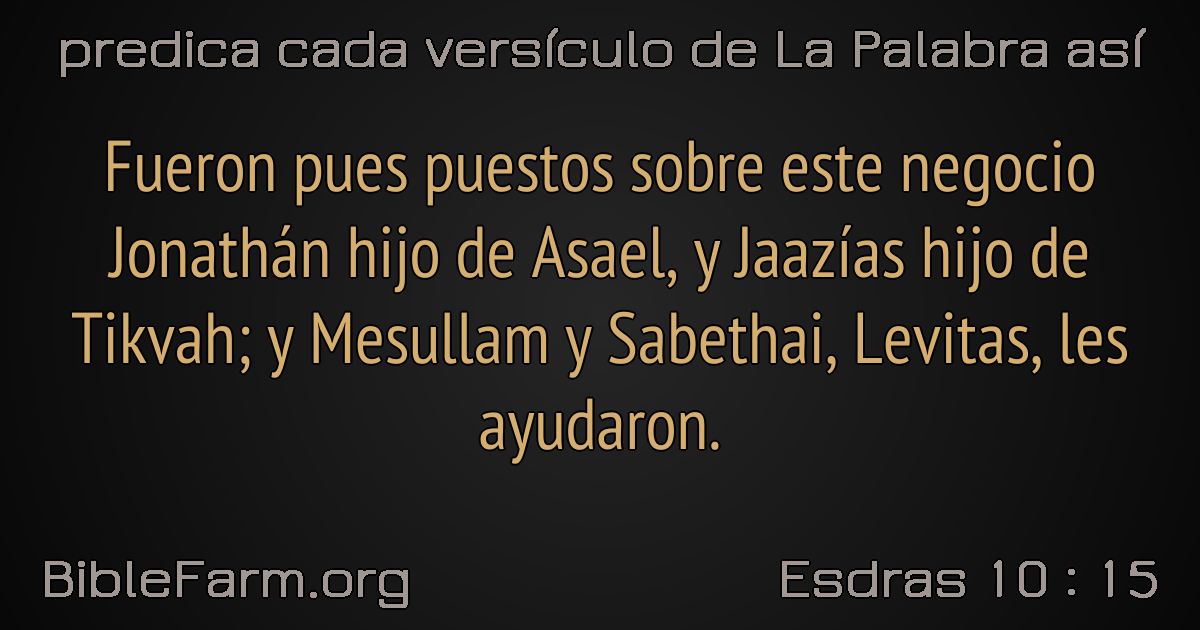 predica cada versículo de La Palabra así
Fueron pues puestos sobre este negocio
Jonathán hijo de Asael, y Jaazías hijo de
Tikvah; y Mesullam y Sabethai, Levitas, les
ayudaron.
BibleFarm.org
Esdras 10 : 15